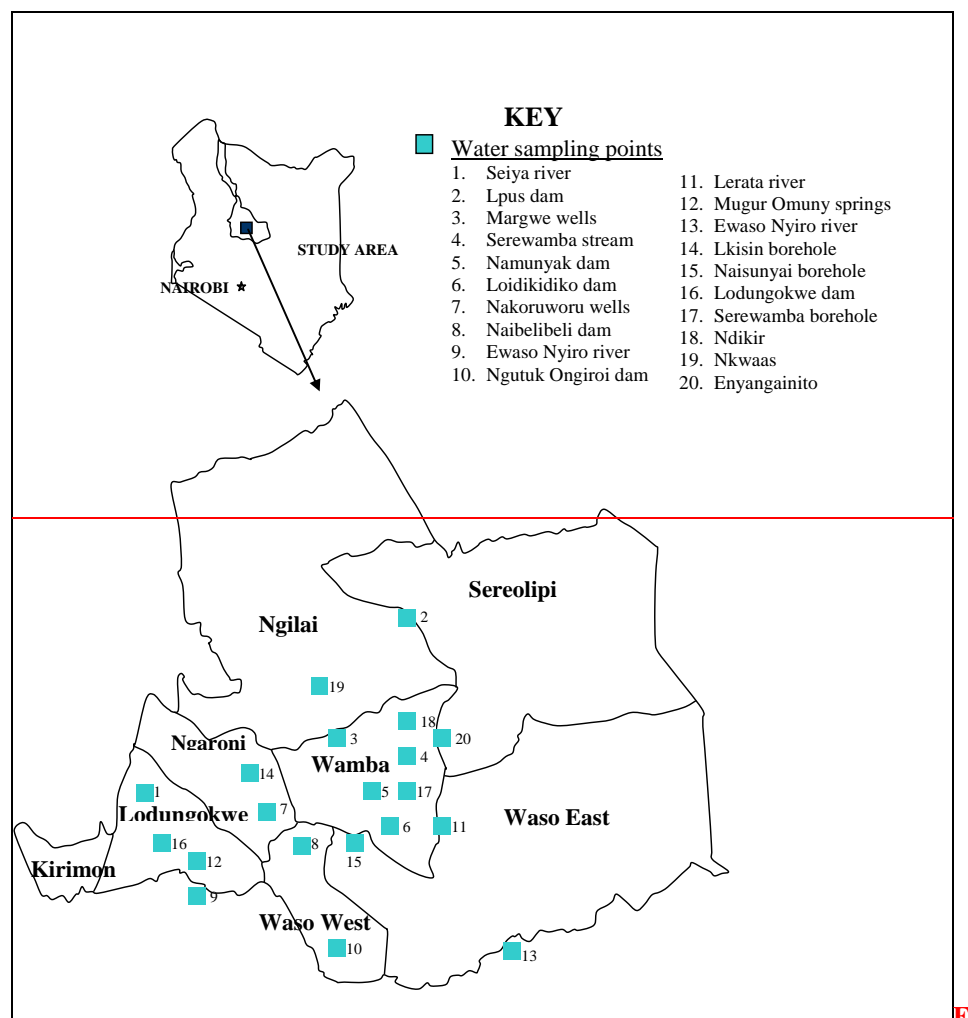 KEY
Water sampling points
1. Seiya river
2. Lpus dam
3. Margwe wells
4. Serewamba stream
5. Namunyak dam
6. Loidikidiko dam
7. Nakoruworu wells
8. Naibelibeli dam
9. Ewaso Nyiro river
10. Ngutuk Ongiroi dam
11. Lerata river
12. Mugur Omuny springs
13. Ewaso Nyiro river
14. Lkisin borehole
15. Naisunyai borehole
16. Lodungokwe dam
17. Serewamba borehole
18. Ndikir
19. Nkwaas
20. Enyangainito
STUDY AREA
NAIROBI
Sereolipi
2
Ngilai
19
18
Ngaroni
3
20
Wamba
4
14
1
5
17
Lodungokwe
7
Waso East
6
11
16
8
15
Kirimon
12
9
Waso West
10
13
F